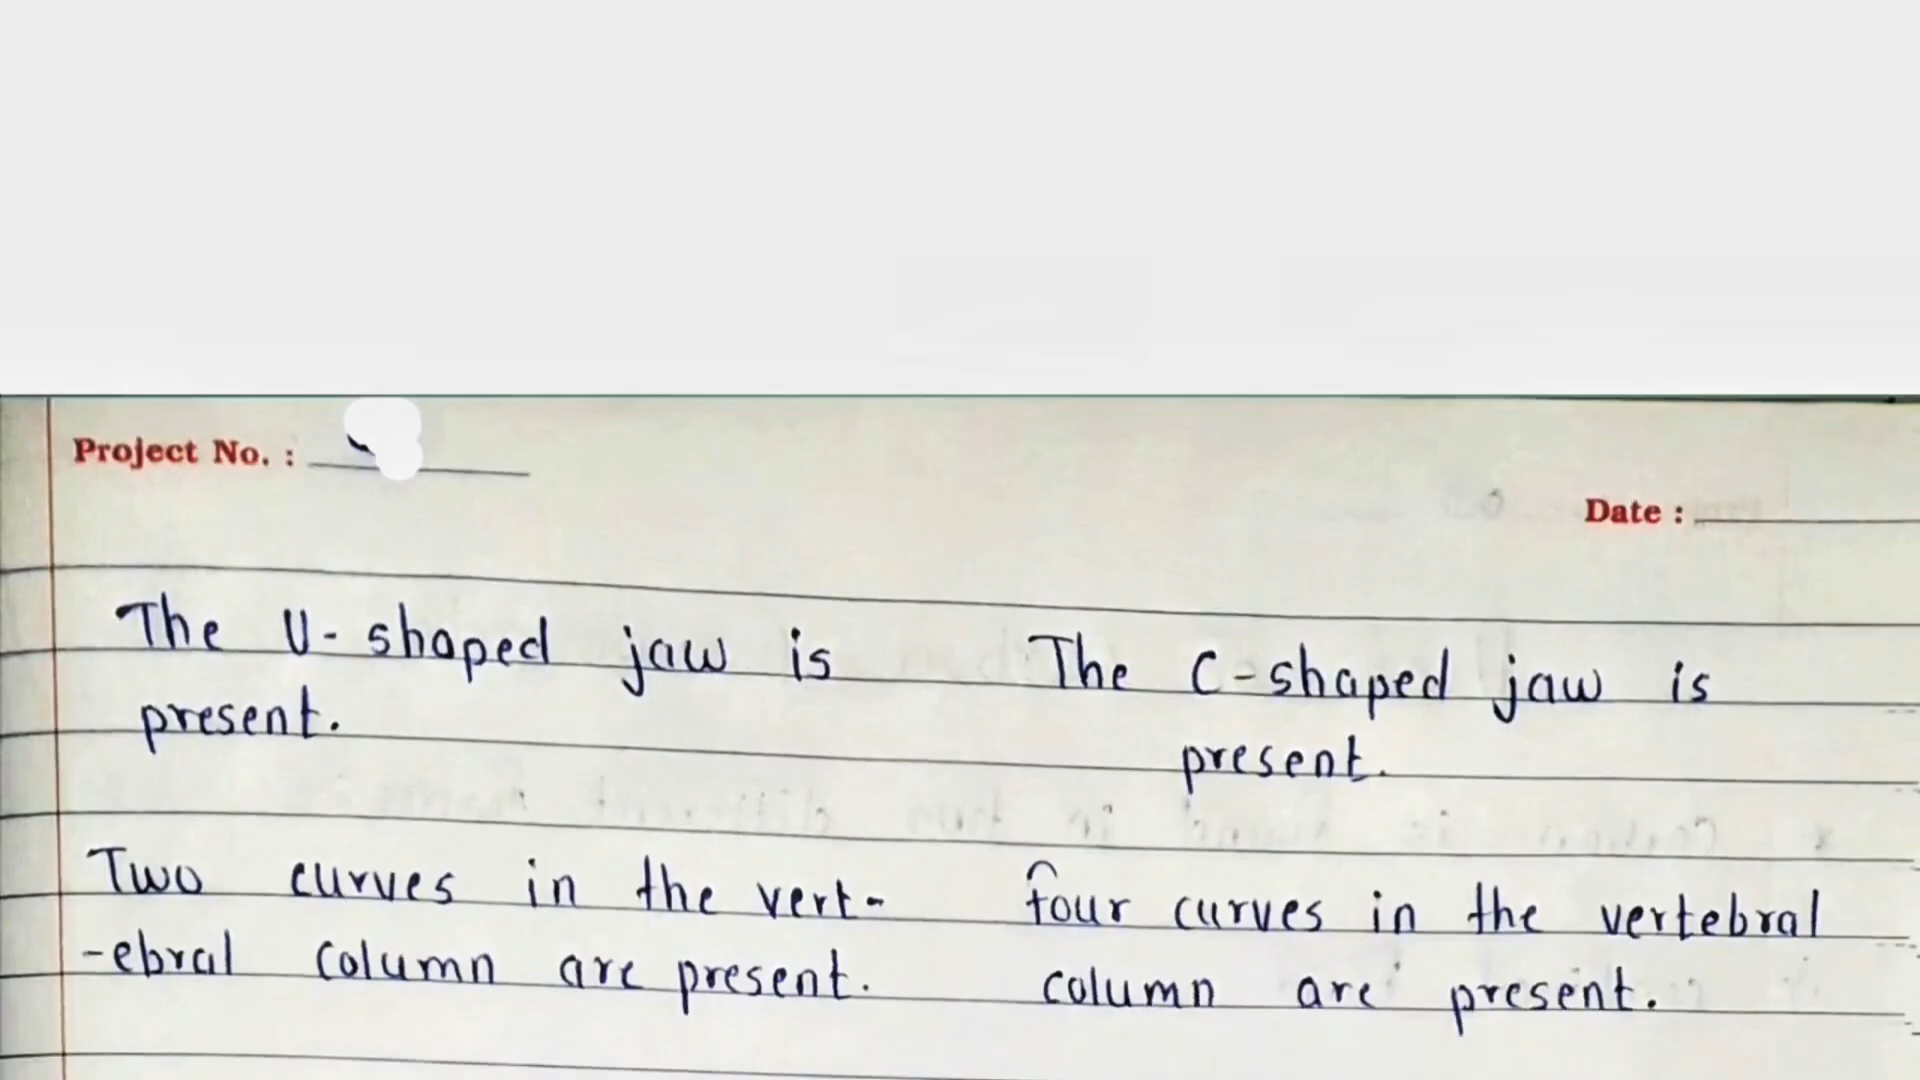 Project No. :
Date :
The U-shaped jaw is
present.
The C-shaped jaw is
present.
Two curves in the vert-
-ebral column are present.
four curves in the vertebral
column are present.